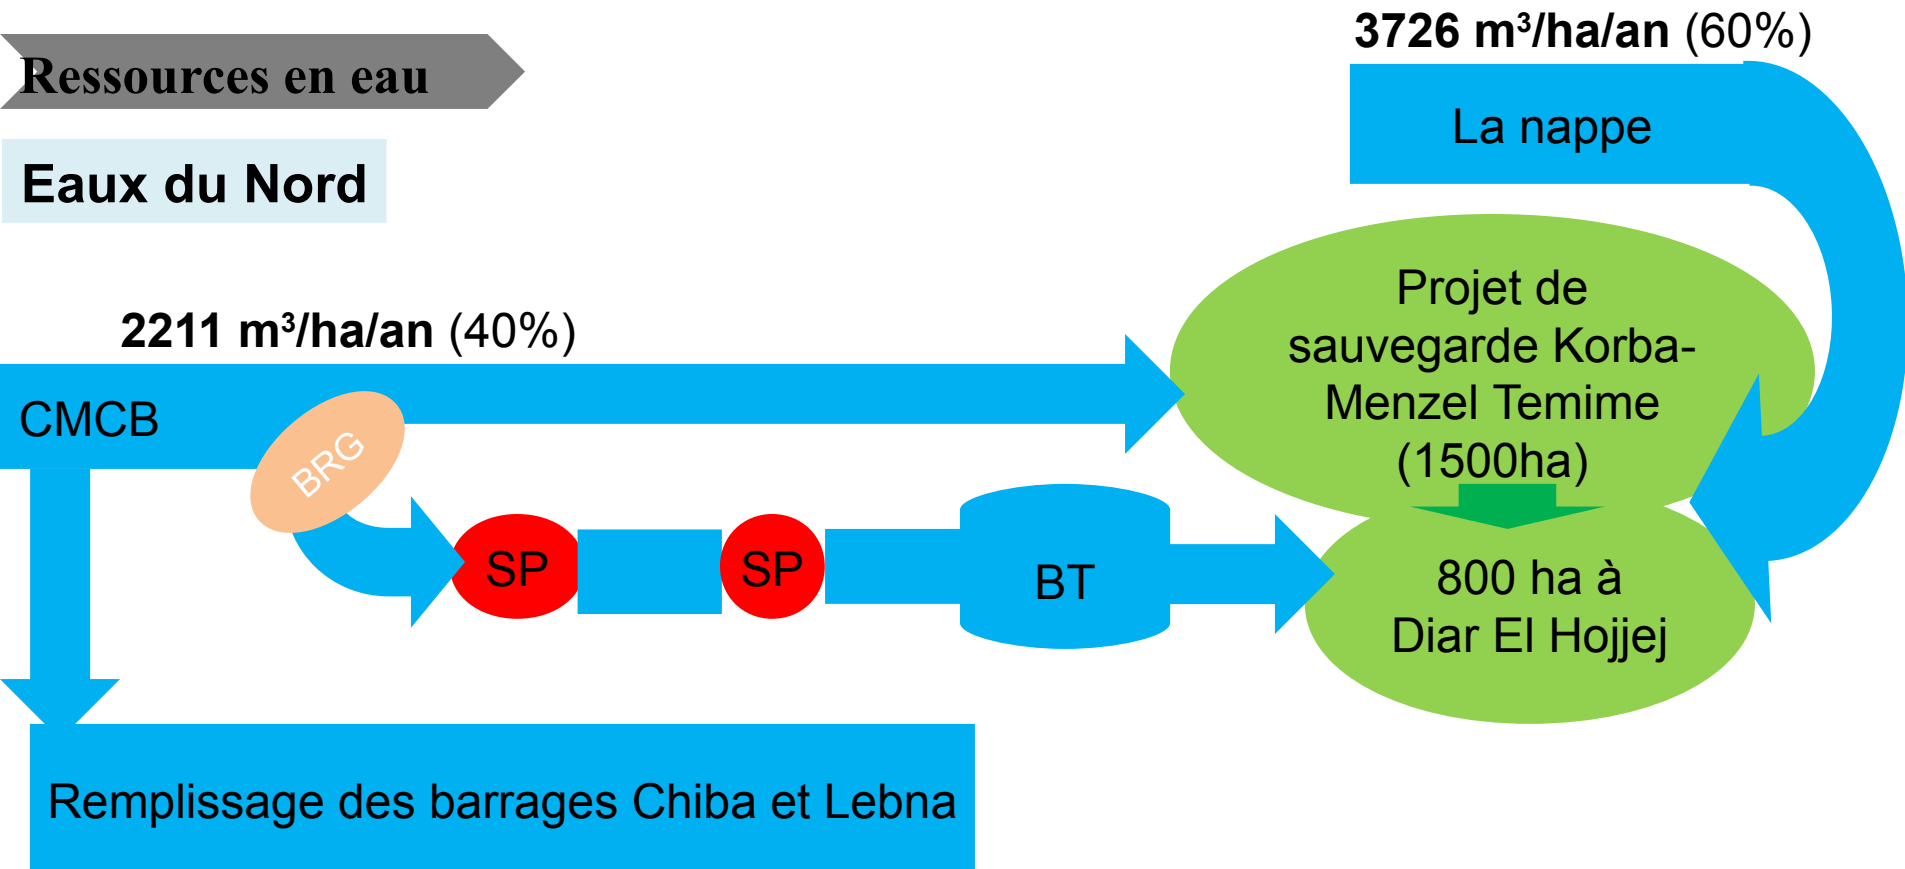 Ressources en eau
Eaux du Nord
3726 m³/ha/an (60%)
La nappe
2211 m³/ha/an (40%)
CMCB
BRG
Projet de
sauvegarde Korba-
Menzel Temime
(1500ha)
SP
SP
BT
800 ha à
Diar El Hojjej
Remplissage des barrages Chiba et Lebna